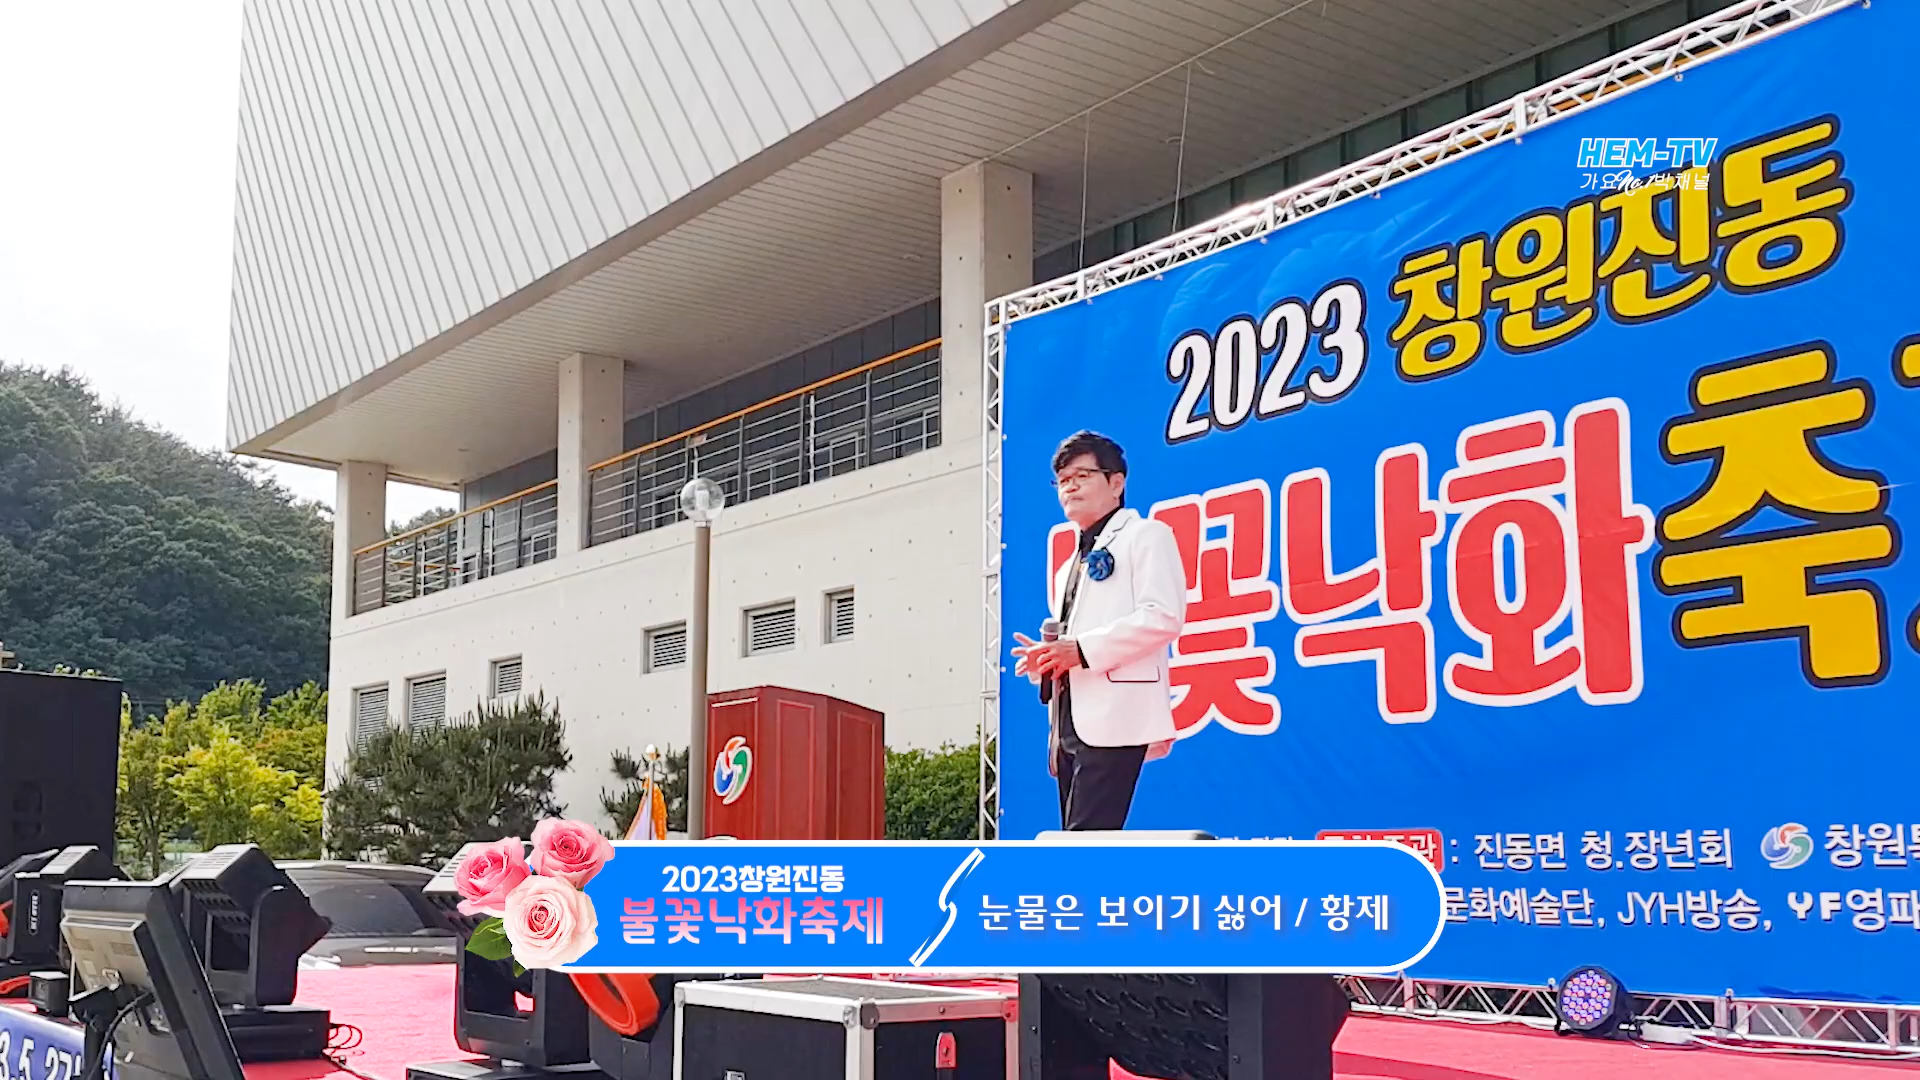 HEM-TV
가요No.1박채널
2023 창원진동
꽃낙화축
: 진동면 청.장년회
문화예술단, JYH방송, YF영파
2023창원진동
불꽃낙화축제
눈물은 보이기 싫어 / 황제
3.5.27